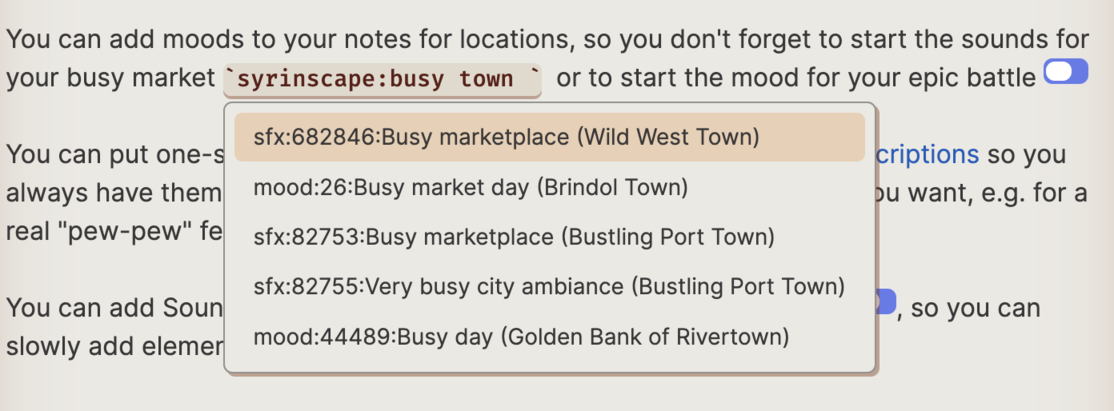 You can add moods to your notes for locations, so you don't forget to start the sounds for
your busy market `syrinscape:busy town ` or to start the mood for your epic battle
sfx:682846:Busy marketplace (Wild West Town)
You can put one-s
criptions so you
mood:26:Busy market day (Brindol Town)
always have them
you want, e.g. for a
sfx:82753:Busy marketplace (Bustling Port Town)
real "pew-pew" fe
sfx:82755:Very busy city ambiance (Bustling Port Town)
You can add Soun
, so you can
mood:44489:Busy day (Golden Bank of Rivertown)
slowly add elemen